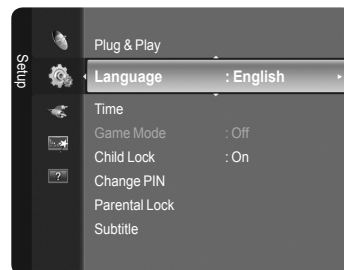 Setup
Plug & Play
Language : English
Time
Game Mode : Off
Child Lock : On
Change PIN
Parental Lock
Subtitle
?